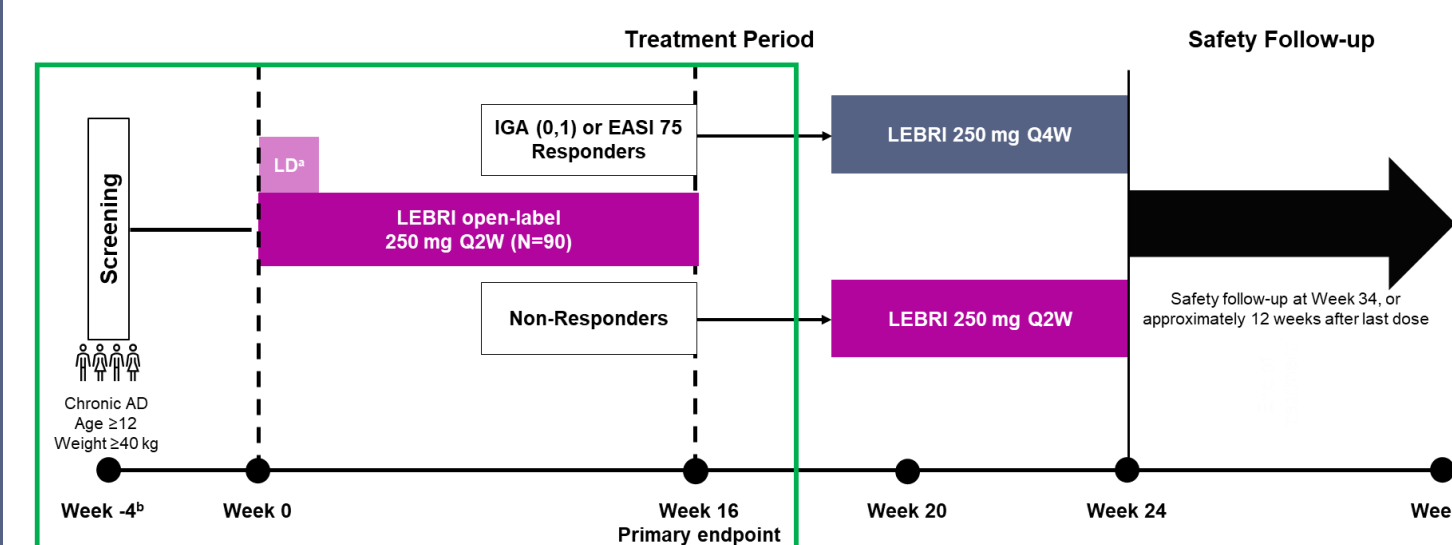 Treatment Period
Safety Follow-up
Screening
LDᵃ
IGA (0,1) or EASI 75
Responders
LEBRI 250 mg Q4W
LEBRI open-label
250 mg Q2W (N=90)
Non-Responders
LEBRI 250 mg Q2W
Safety follow-up at Week 34, or
approximately 12 weeks after last dose
Chronic AD
Age ≥12
Weight ≥40 kg
Week -4ᵇ
Week 0
Week 16
Primary endpoint
Week 20
Week 24